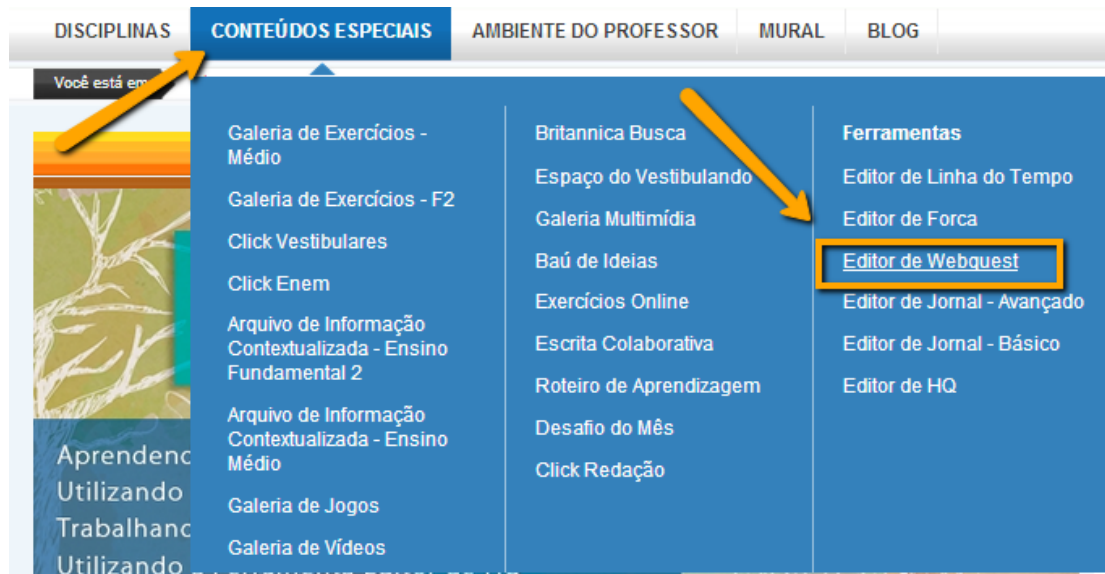 DISCIPLINAS
CONTEÚDOS ESPECIAIS
AMBIENTE DO PROFESSOR
MURAL
BLOG
Você está em
Galeria de Exercícios -
Médio
Galeria de Exercícios - F2
Click Vestibulares
Click Enem
Arquivo de Informação
Contextualizada - Ensino
Fundamental 2
Arquivo de Informação
Contextualizada - Ensino
Médio
Galeria de Jogos
Galeria de Vídeos
Britannica Busca
Espaço do Vestibulando
Galeria Multimídia
Baú de Ideias
Exercícios Online
Escrita Colaborativa
Roteiro de Aprendizagem
Desafio do Mês
Click Redação
Ferramentas
Editor de Linha do Tempo
Editor de Forca
Editor de Webquest
Editor de Jornal - Avançado
Editor de Jornal - Básico
Editor de HQ
Utilizando
Utilizando